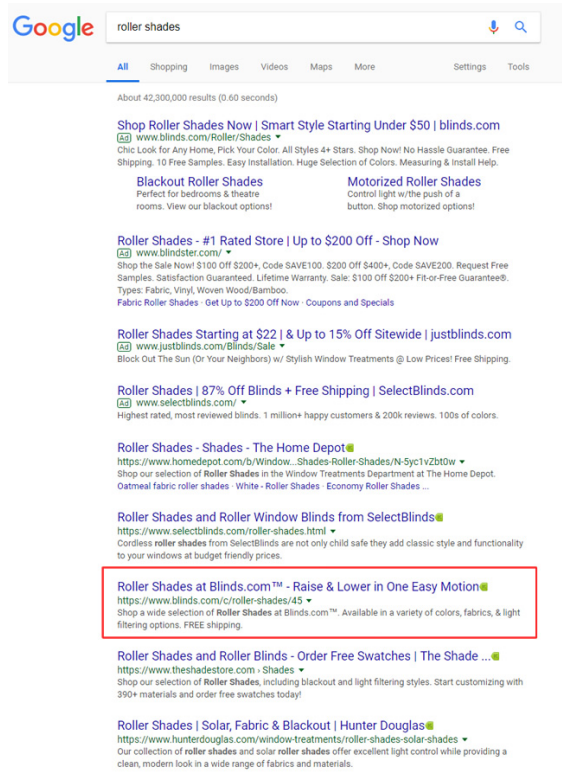 Google
roller shades
All Shopping Images Videos Maps More Settings Tools
About 42,300,000 results (0.60 seconds)
Shop Roller Shades Now | Smart Style Starting Under $50 | blinds.com
Ad www.blinds.com/Roller/Shades
Chic Look for Any Home, Pick Your Color. All Styles 4+ Stars. Shop Now! No Hassle Guarantee. Free
Shipping. 10 Free Samples. Easy Installation. Huge Selection of Colors. Measuring & Install Help.
Blackout Roller Shades
Perfect for bedrooms & theatre
rooms. View our blackout options!
Motorized Roller Shades
Control light w/the push of a
button. Shop motorized options!
Roller Shades - #1 Rated Store | Up to $200 Off - Shop Now
Ad www.blindster.com/
Shop the Sale Now! $100 Off $200+, Code SAVE100. $200 Off $400+, Code SAVE200. Request Free
Samples. Satisfaction Guaranteed. Lifetime Warranty. Sale: $100 Off $200+ Fit-or-Free Guarantee®.
Types: Fabric, Vinyl, Woven Wood/Bamboo.
Fabric Roller Shades · Get Up to $200 Off Now · Coupons and Specials
Roller Shades Starting at $22 | & Up to 15% Off Sitewide | justblinds.com
Ad www.justblinds.com/Blinds/Sale
Block Out The Sun (Or Your Neighbors) w/ Stylish Window Treatments @ Low Prices! Free Shipping.
Roller Shades | 87% Off Blinds + Free Shipping | SelectBlinds.com
Ad www.selectblinds.com/
Highest rated, most reviewed blinds. 1 million+ happy customers & 200k reviews. 100s of colors.
Roller Shades - Shades - The Home Depot
https://www.homedepot.com/b/Window...Shades-Roller-Shades/N-5yc1vZbt0w
Shop our selection of Roller Shades in the Window Treatments Department at The Home Depot.
Oatmeal fabric roller shades · White - Roller Shades · Economy Roller Shades ...
Roller Shades and Roller Window Blinds from SelectBlinds
https://www.selectblinds.com/roller-shades.html
Cordless roller shades from SelectBlinds are not only child safe they add classic style and functionality
to your windows at budget friendly prices.
Roller Shades at Blinds.com™ - Raise & Lower in One Easy Motion
https://www.blinds.com/c/roller-shades/45
Shop a wide selection of Roller Shades at Blinds.com™. Available in a variety of colors, fabrics, & light
filtering options. FREE shipping.
Roller Shades and Roller Blinds - Order Free Swatches | The Shade ...
https://www.theshadestore.com › Shades
Shop our selection of Roller Shades, including blackout and light filtering styles. Start customizing with
390+ materials and order free swatches today!
Roller Shades | Solar, Fabric & Blackout | Hunter Douglas
https://www.hunterdouglas.com/window-treatments/roller-shades-solar-shades
Our collection of roller shades and solar roller shades offer excellent light control while providing a
clean, modern look in a wide range of fabrics and materials.